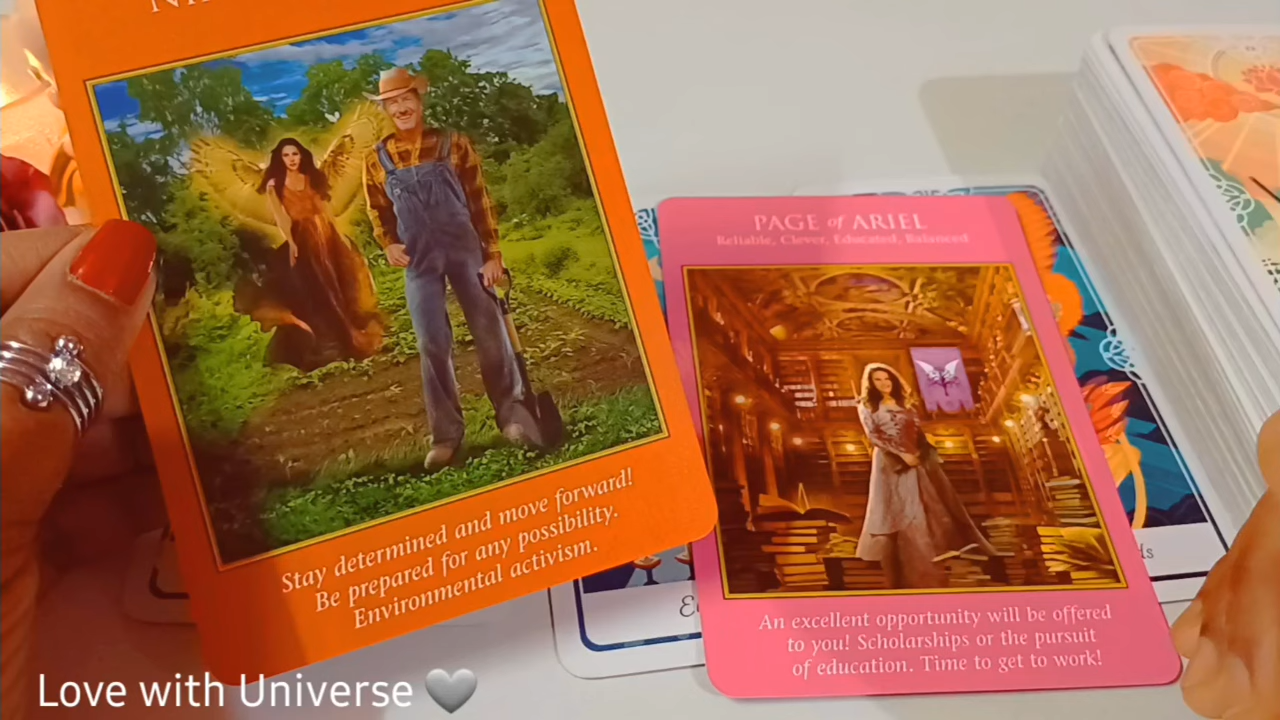 Stay determined and move forward!
Be prepared for any possibility.
Environmental activism.
PAGE of ARIEL
Reliable, Clever, Educated, Balanced
An excellent opportunity will be offered
to you! Scholarships or the pursuit
of education. Time to get to work!
Love with Universe 🤍